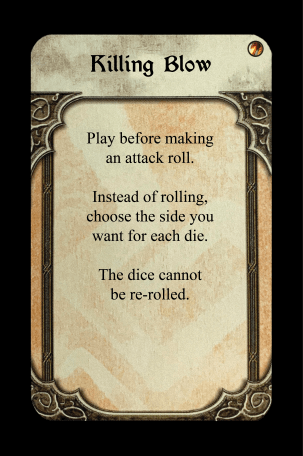 Killing Blow
Play before making
an attack roll.
Instead of rolling,
choose the side you
want for each die.
The dice cannot
be re-rolled.